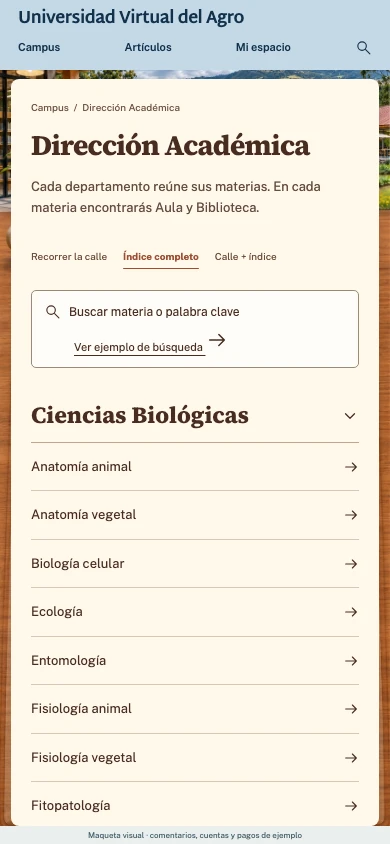 Universidad Virtual del Agro
Campus Artículos Mi espacio
Campus / Dirección Académica
Dirección Académica
Cada departamento reúne sus materias. En cada
materia encontrarás Aula y Biblioteca.
Recorrer la calle Índice completo Calle + índice
Buscar materia o palabra clave
Ver ejemplo de búsqueda
Ciencias Biológicas
Anatomía animal
Anatomía vegetal
Biología celular
Ecología
Entomología
Fisiología animal
Fisiología vegetal
Fitopatología
Maqueta visual · comentarios, cuentas y pagos de ejemplo